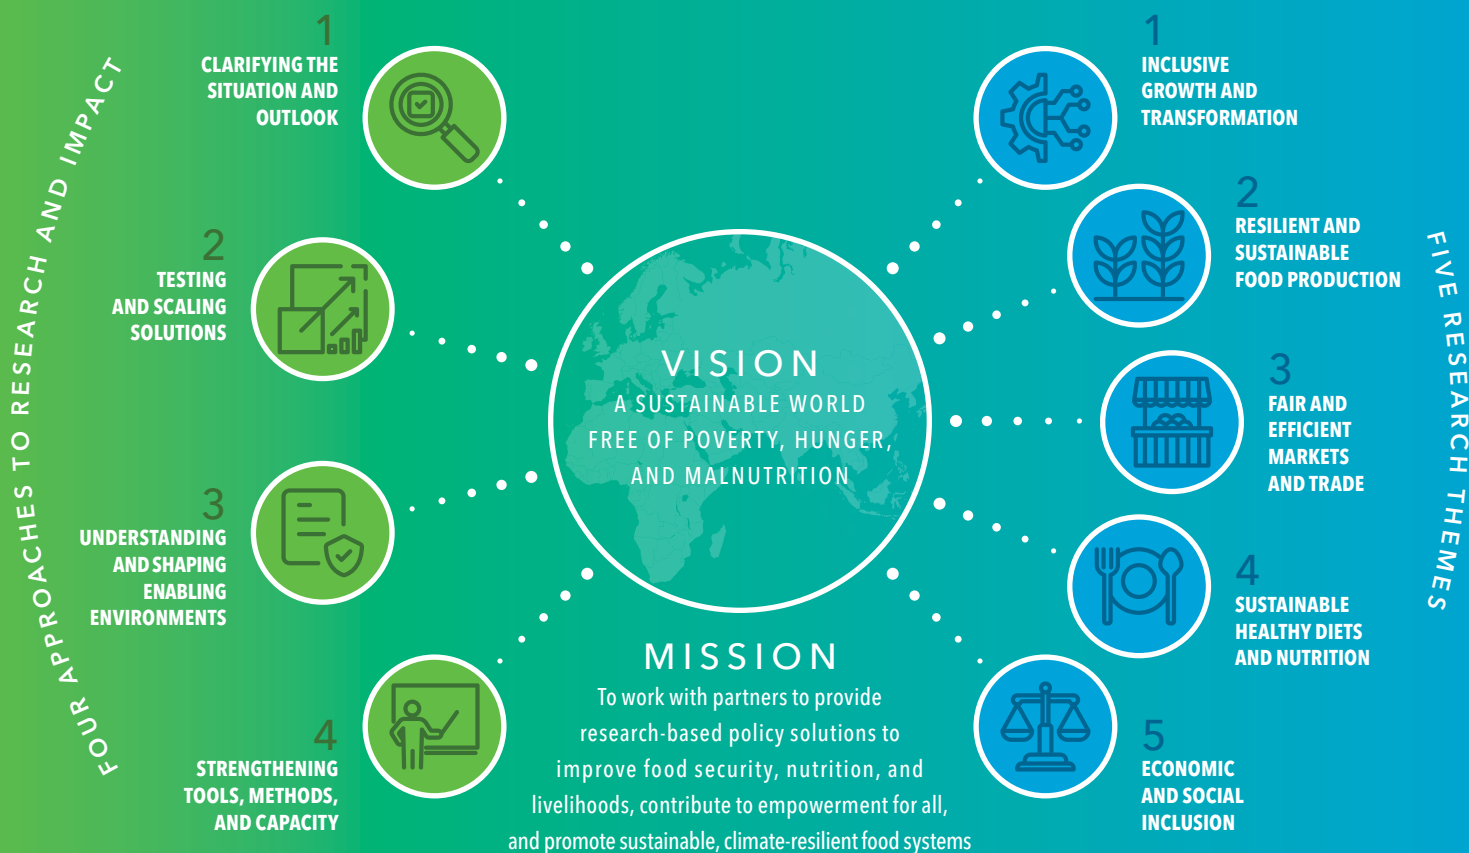 FOUR APPROACHES TO RESEARCH AND IMPACT
1
CLARIFYING THE
SITUATION AND
OUTLOOK
2
TESTING
AND SCALING
SOLUTIONS
3
UNDERSTANDING
AND SHAPING
ENABLING
ENVIRONMENTS
4
STRENGTHENING
TOOLS, METHODS,
AND CAPACITY
VISION
A SUSTAINABLE WORLD
FREE OF POVERTY, HUNGER,
AND MALNUTRITION
MISSION
To work with partners to provide
research-based policy solutions to
improve food security, nutrition, and
livelihoods, contribute to empowerment for all,
and promote sustainable, climate-resilient food systems
1
INCLUSIVE
GROWTH AND
TRANSFORMATION
2
RESILIENT AND
SUSTAINABLE
FOOD PRODUCTION
3
FAIR AND
EFFICIENT
MARKETS
AND TRADE
4
SUSTAINABLE
HEALTHY DIETS
AND NUTRITION
5
ECONOMIC
AND SOCIAL
INCLUSION
FIVE RESEARCH THEMES